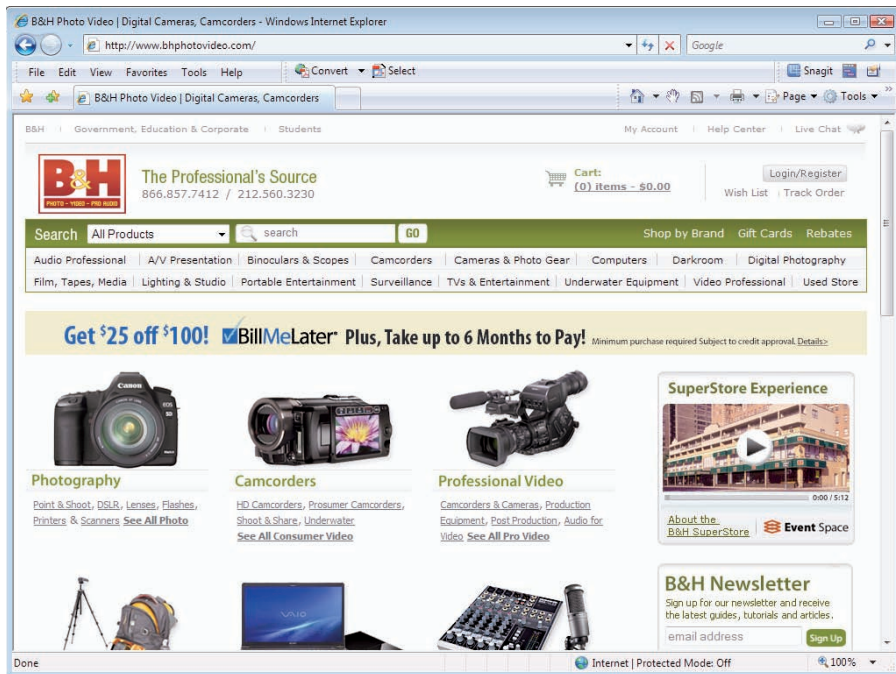 B&H Photo Video | Digital Cameras, Camcorders - Windows Internet Explorer
http://www.bhphotovideo.com/
Google
File Edit View Favorites Tools Help
Convert Select
Snagit
B&H Photo Video | Digital Cameras, Camcorders
Page Tools
B&H Government, Education & Corporate Students
My Account Help Center Live Chat
B&H
PHOTO - VIDEO - PRO AUDIO
The Professional's Source
866.857.7412 / 212.560.3230
Cart:
(0) items - $0.00
Login/Register
Wish List Track Order
Search All Products search GO
Shop by Brand Gift Cards Rebates
Audio Professional A/V Presentation Binoculars & Scopes Camcorders Cameras & Photo Gear Computers Darkroom Digital Photography
Film, Tapes, Media Lighting & Studio Portable Entertainment Surveillance TVs & Entertainment Underwater Equipment Video Professional Used Store
Get $25 off $100! BillMeLater® Plus, Take up to 6 Months to Pay! Minimum purchase required Subject to credit approval. Details>
Canon
EOS
5D
Photography
Point & Shoot, DSLR, Lenses, Flashes,
Printers & Scanners See All Photo
Camcorders
HD Camcorders, Prosumer Camcorders,
Shoot & Share, Underwater
See All Consumer Video
Professional Video
Camcorders & Cameras, Production
Equipment, Post Production, Audio for
Video See All Pro Video
SuperStore Experience
0:00 / 5:12
About the
B&H SuperStore
Event Space
VAIO
B&H Newsletter
Sign up for our newsletter and receive
the latest guides, tutorials and articles.
email address Sign Up
Done
Internet | Protected Mode: Off
100%